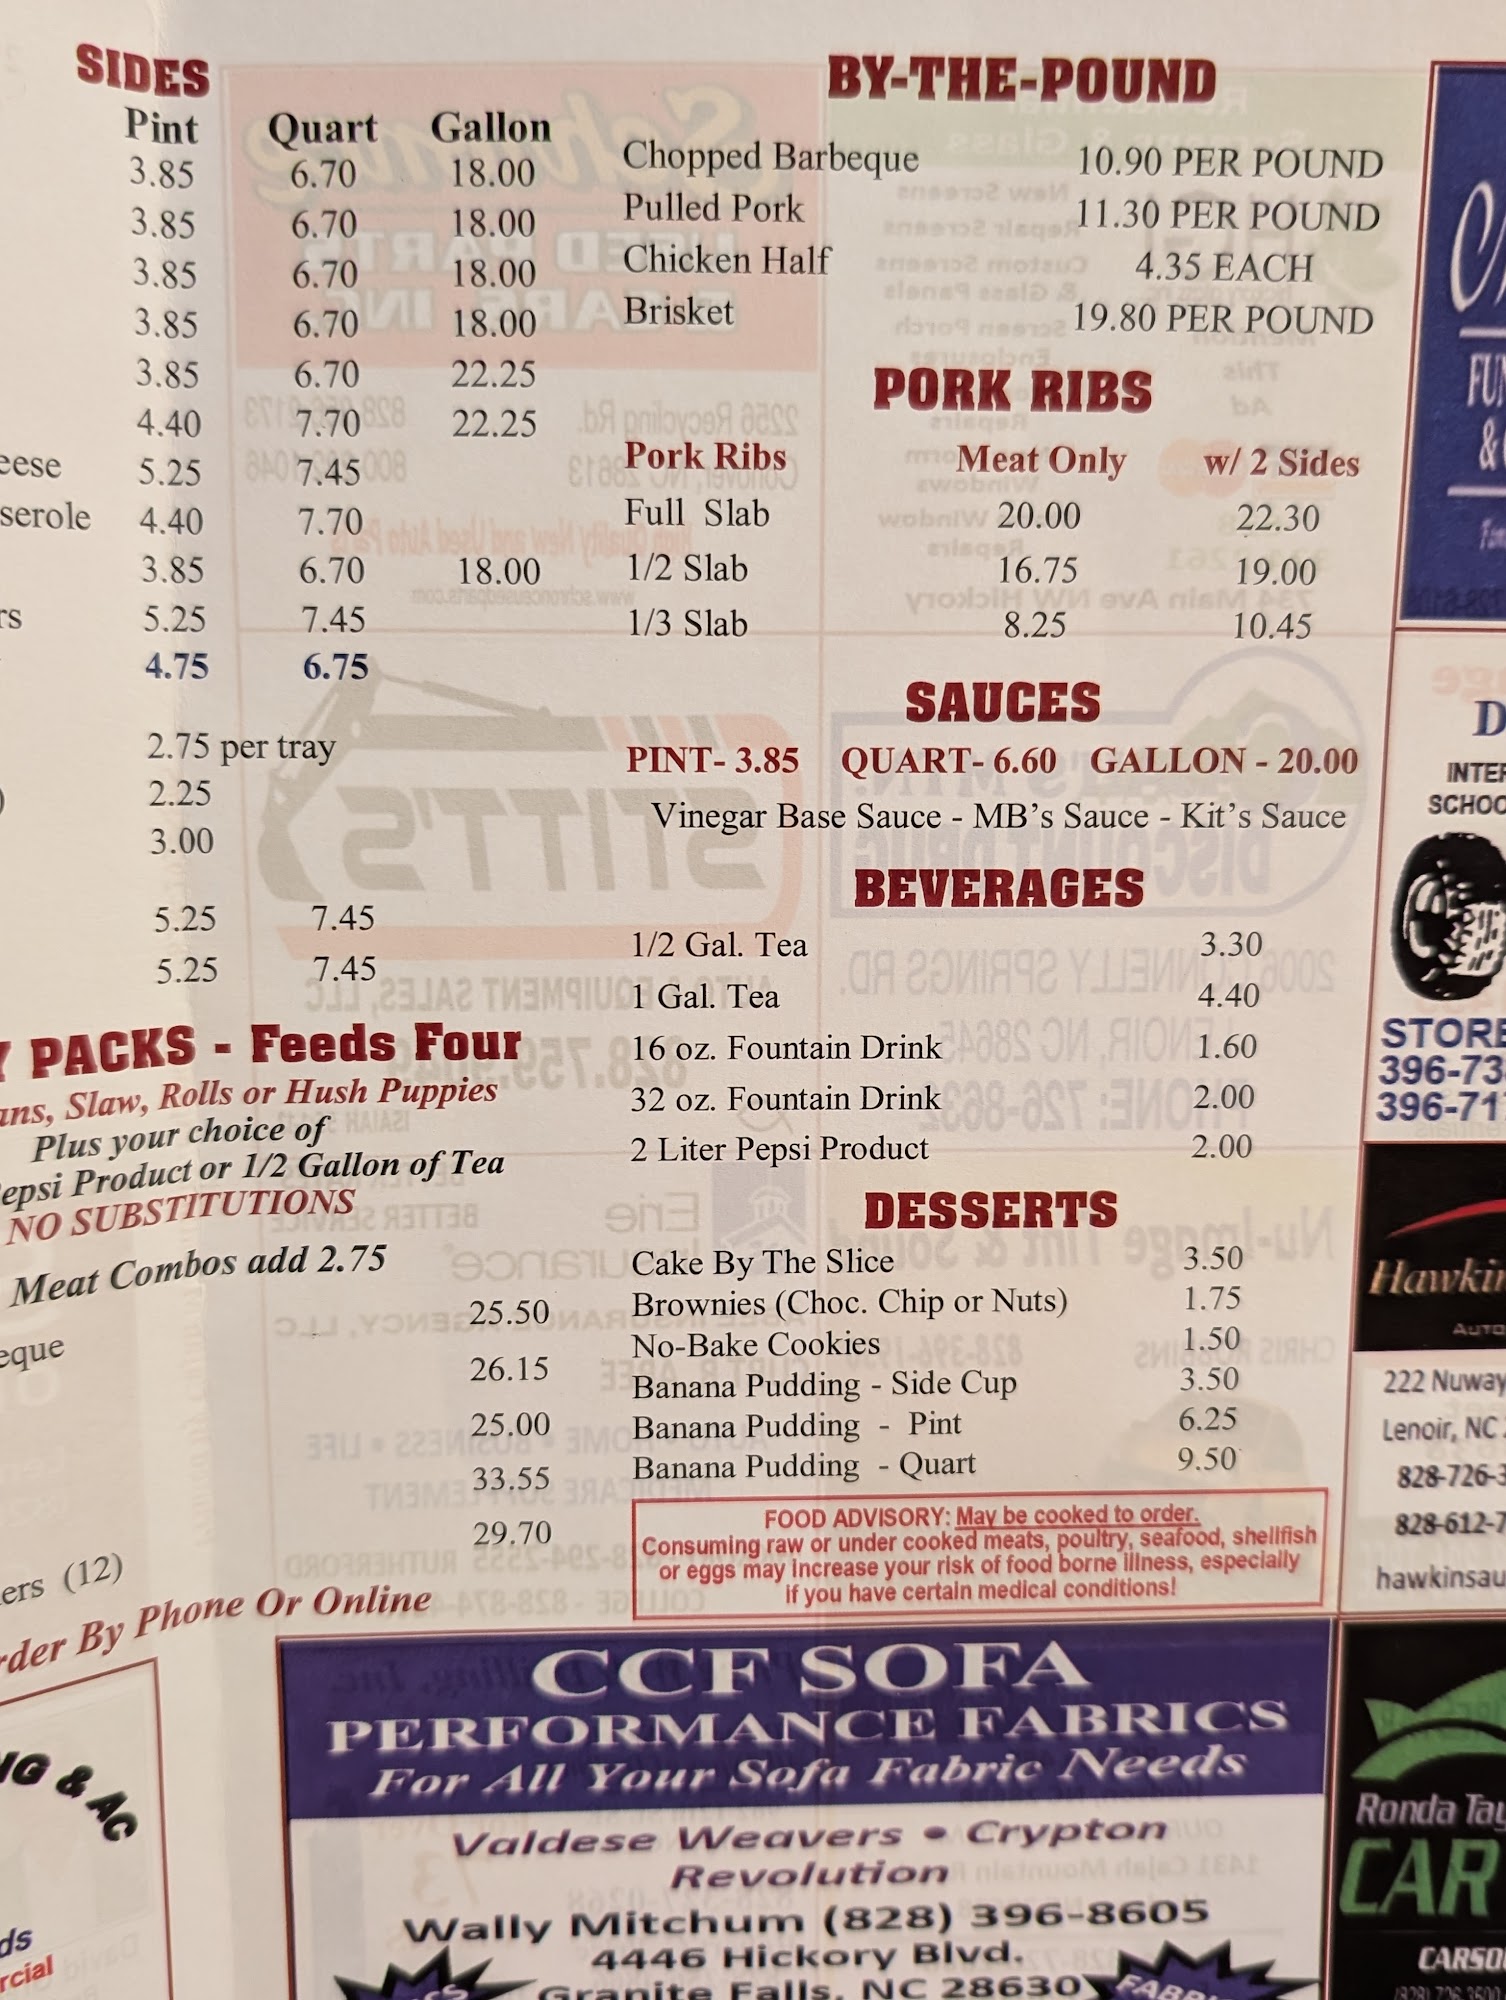 SIDES
Pint Quart Gallon
3.85 6.70 18.00
3.85 6.70 18.00
3.85 6.70 18.00
3.85 6.70 18.00
3.85 6.70 22.25
4.40 7.70 22.25
eese 5.25 7.45
serole 4.40 7.70
3.85 6.70 18.00
rs 5.25 7.45
4.75 6.75
2.75 per tray
) 2.25
3.00
5.25 7.45
5.25 7.45
Y PACKS - Feeds Four
ans, Slaw, Rolls or Hush Puppies
Plus your choice of
epsi Product or 1/2 Gallon of Tea
NO SUBSTITUTIONS
Meat Combos add 2.75
25.50
eque 26.15
25.00
33.55
29.70
ers (12)
rder By Phone Or Online
BY-THE-POUND
Chopped Barbeque 10.90 PER POUND
Pulled Pork 11.30 PER POUND
Chicken Half 4.35 EACH
Brisket 19.80 PER POUND
PORK RIBS
Pork Ribs Meat Only w/ 2 Sides
Full Slab 20.00 22.30
1/2 Slab 16.75 19.00
1/3 Slab 8.25 10.45
SAUCES
PINT- 3.85 QUART- 6.60 GALLON - 20.00
Vinegar Base Sauce - MB's Sauce - Kit's Sauce
BEVERAGES
1/2 Gal. Tea 3.30
1 Gal. Tea 4.40
16 oz. Fountain Drink 1.60
32 oz. Fountain Drink 2.00
2 Liter Pepsi Product 2.00
DESSERTS
Cake By The Slice 3.50
Brownies (Choc. Chip or Nuts) 1.75
No-Bake Cookies 1.50
Banana Pudding - Side Cup 3.50
Banana Pudding - Pint 6.25
Banana Pudding - Quart 9.50
FOOD ADVISORY: May be cooked to order.
Consuming raw or under cooked meats, poultry, seafood, shellfish
or eggs may increase your risk of food borne illness, especially
if you have certain medical conditions!
CCF SOFA
PERFORMANCE FABRICS
For All Your Sofa Fabric Needs
Valdese Weavers • Crypton
Revolution
Wally Mitchum (828) 396-8605
4446 Hickory Blvd.
Granite Falls, NC 28630
NG & AC
ds
rcial
FUN
&
D
INTER
SCHOO
STORE
396-73
396-71
Hawkin
AUTO
222 Nuway
Lenoir, NC
828-726-3
828-612-7
hawkinsau
Ronda Tay
CAR
CARSO